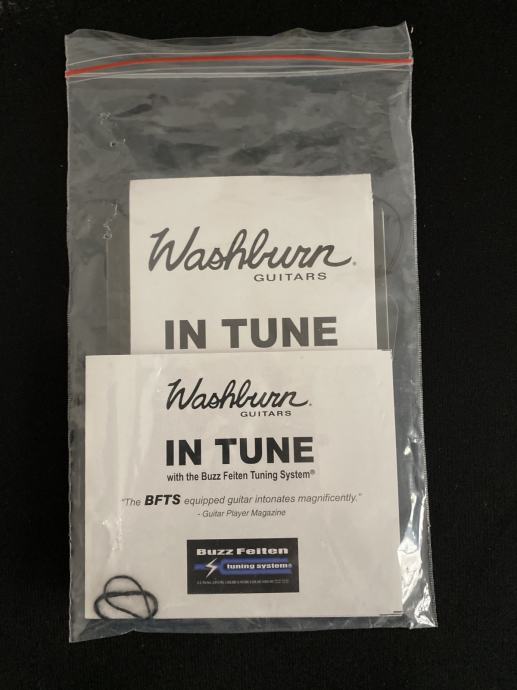 Washburn®
GUITARS
IN TUNE
Washburn®
GUITARS
IN TUNE
with the Buzz Feiten Tuning System®
"The BFTS equipped guitar intonates magnificently."
- Guitar Player Magazine
Buzz Feiten
tuning system®